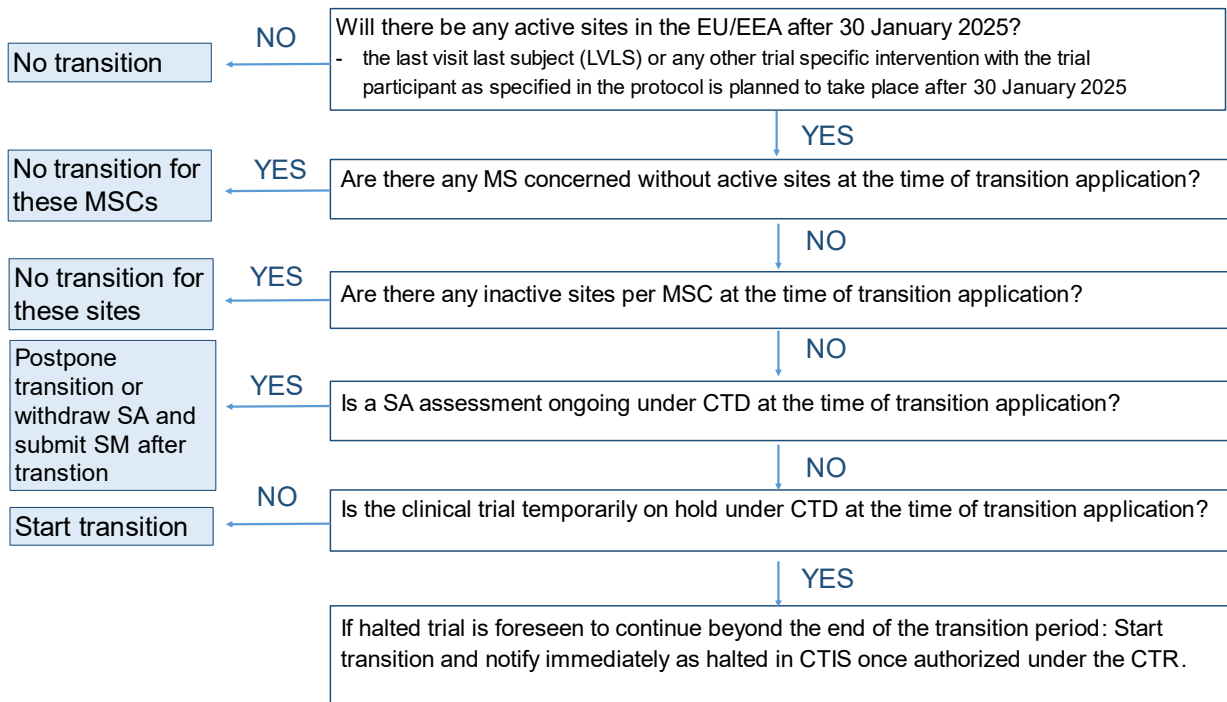 Will there be any active sites in the EU/EEA after 30 January 2025?
- the last visit last subject (LVLS) or any other trial specific intervention with the trial
participant as specified in the protocol is planned to take place after 30 January 2025
NO
No transition
YES
Are there any MS concerned without active sites at the time of transition application?
YES
No transition for
these MSCs
NO
Are there any inactive sites per MSC at the time of transition application?
YES
No transition for
these sites
NO
Is a SA assessment ongoing under CTD at the time of transition application?
YES
Postpone
transition or
withdraw SA and
submit SM after
transtion
NO
Is the clinical trial temporarily on hold under CTD at the time of transition application?
NO
Start transition
YES
If halted trial is foreseen to continue beyond the end of the transition period: Start
transition and notify immediately as halted in CTIS once authorized under the CTR.